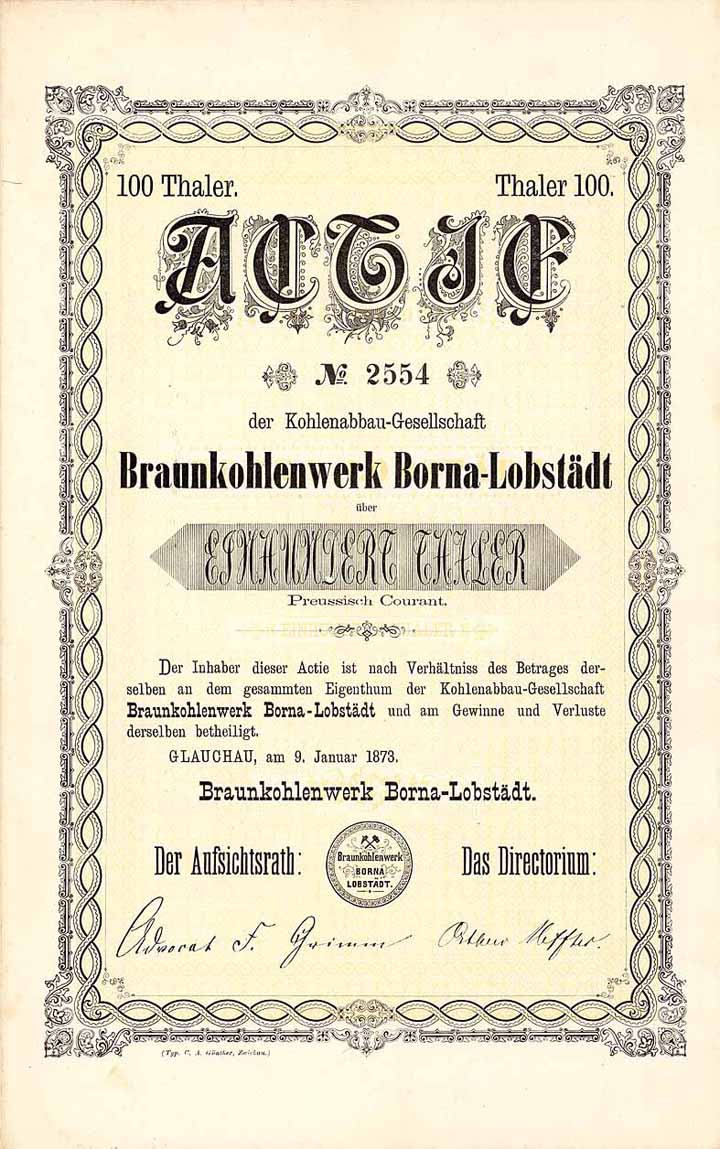 100 Thaler. Thaler 100.
ACTIE
№ 2554
der Kohlenabbau-Gesellschaft
Braunkohlenwerk Borna-Lobstädt
über
EINHUNDERT THALER
Preussisch Courant.
Der Inhaber dieser Actie ist nach Verhältniss des Betrages der-
selben an dem gesammten Eigenthum der Kohlenabbau-Gesellschaft
Braunkohlenwerk Borna-Lobstädt und am Gewinne und Verluste
derselben betheiligt.
GLAUCHAU, am 9. Januar 1873.
Braunkohlenwerk Borna-Lobstädt.
Der Aufsichtsrath: Das Directorium:
Braunkohlenwerk
BORNA
LOBSTÄDT.
Advocat F. Grimm
(Typ. C. A. Günther, Zwickau.)